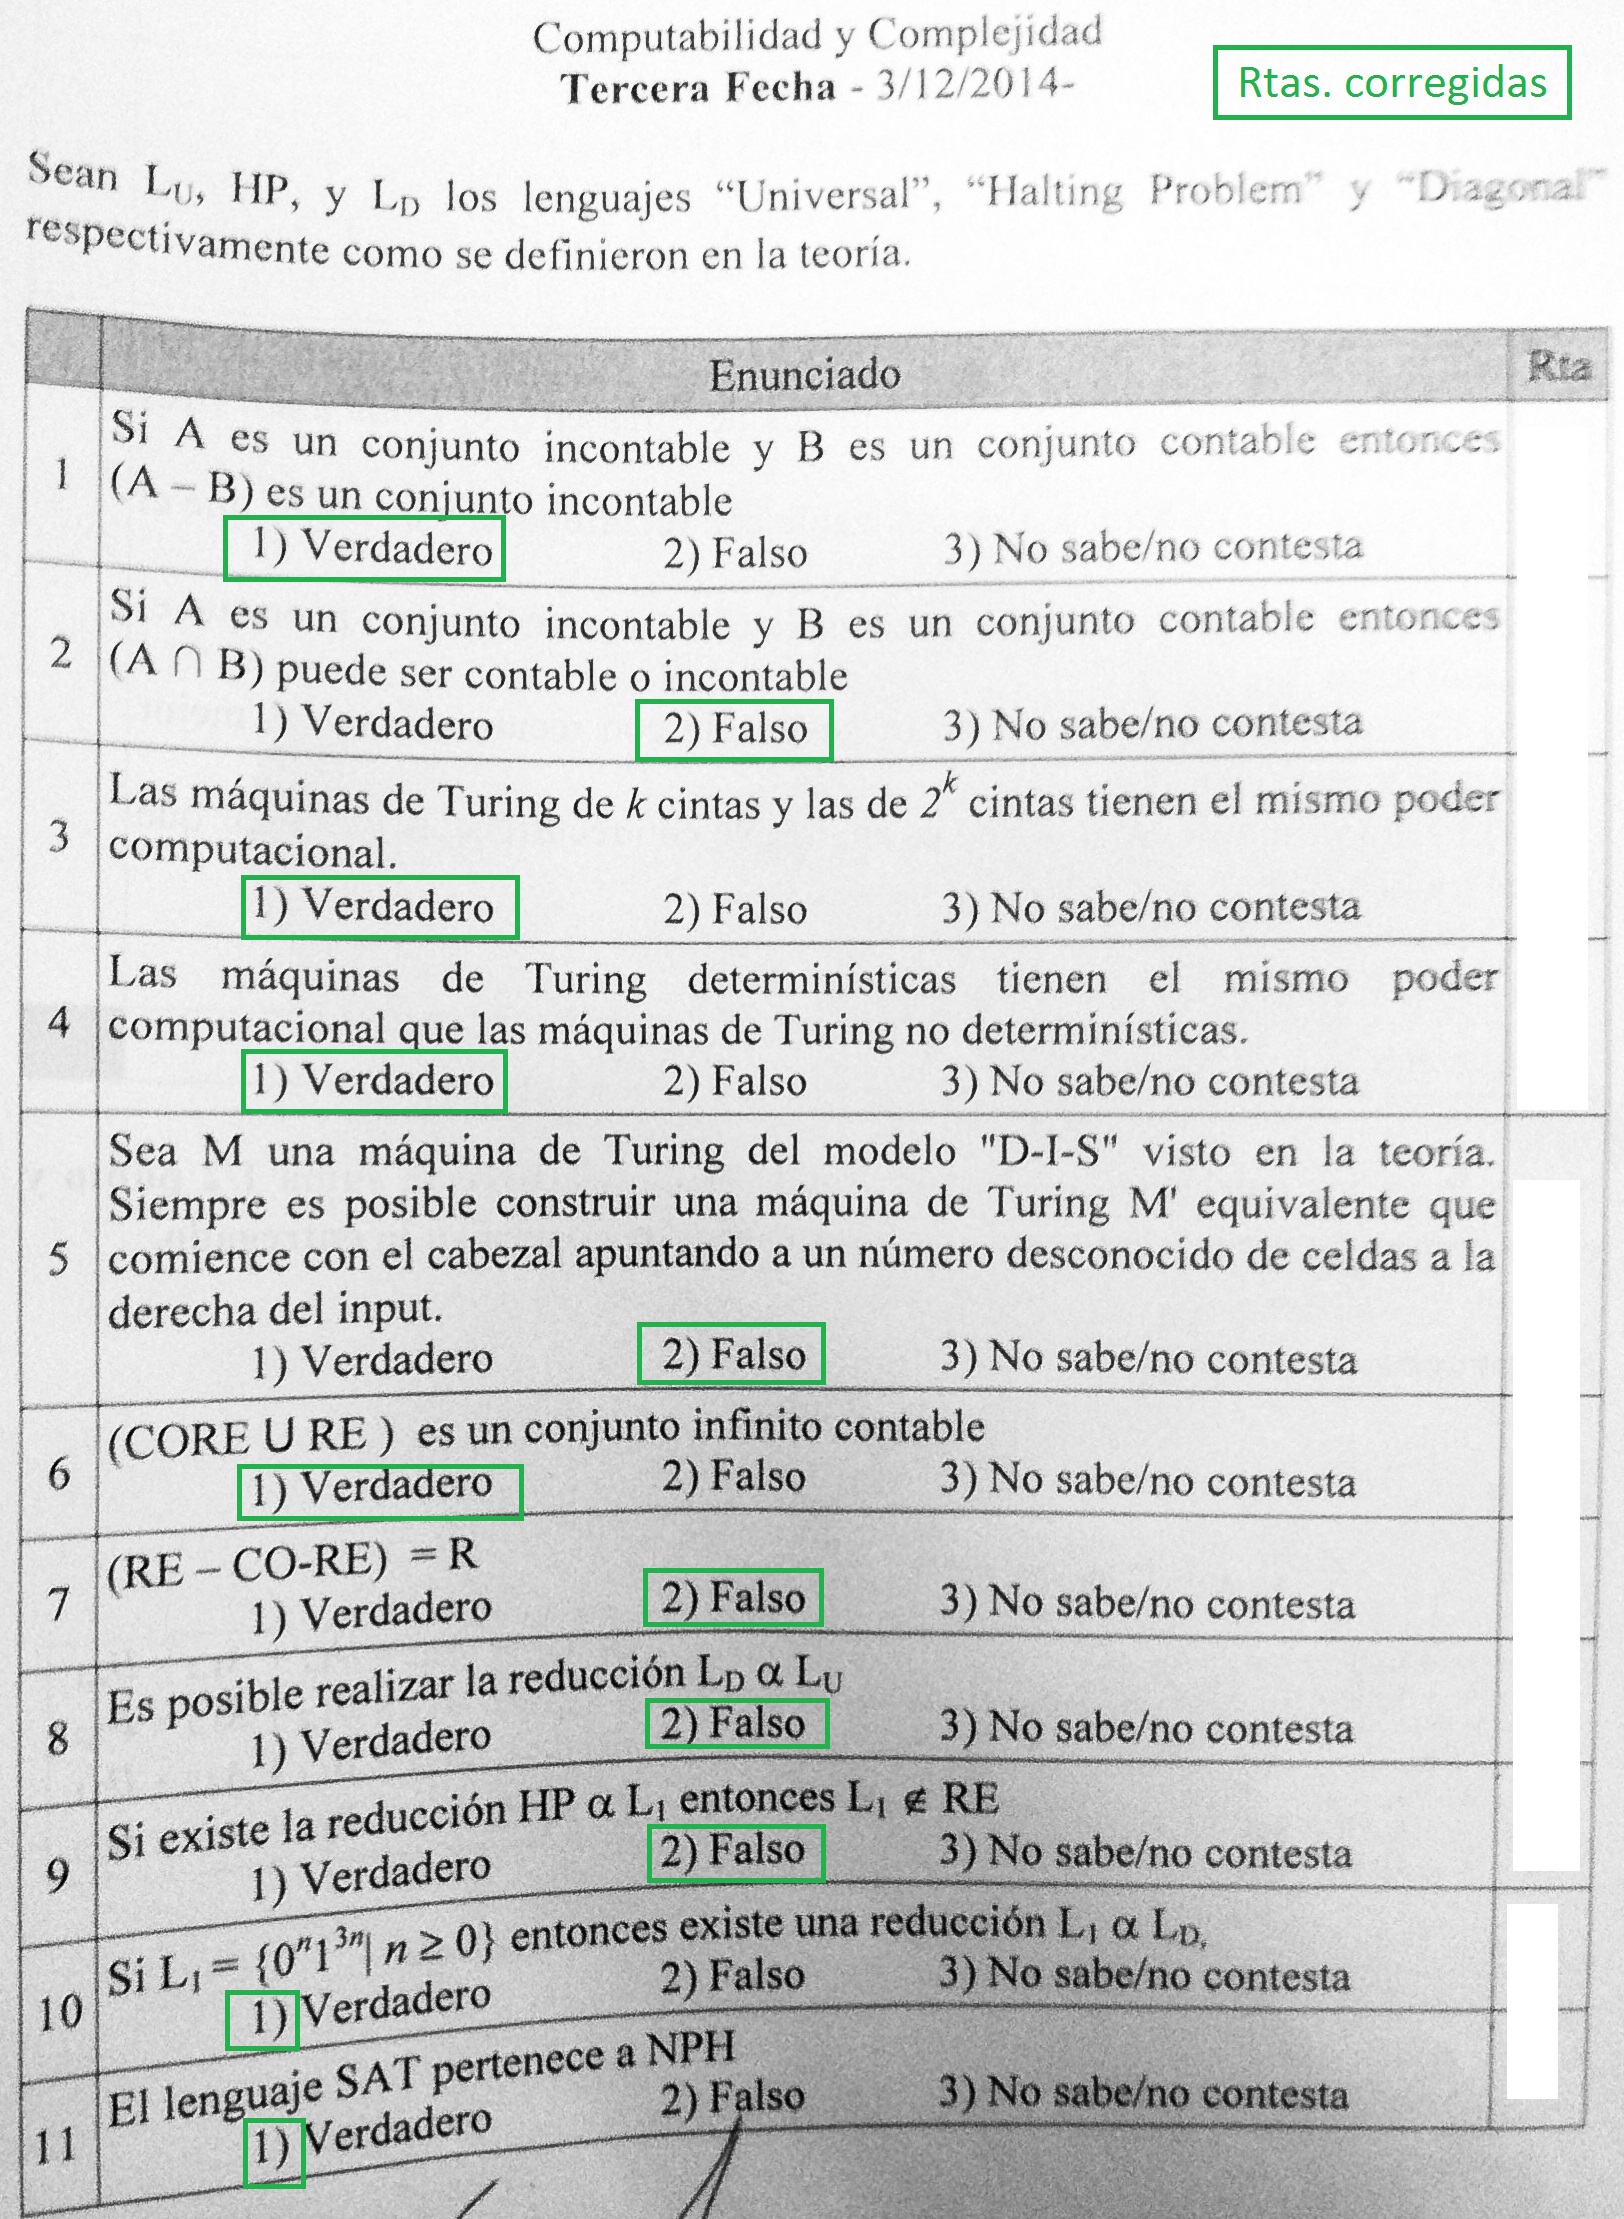 Computabilidad y Complejidad
Tercera Fecha - 3/12/2014-
Rtas. corregidas
Sean L_U, HP, y L_D los lenguajes “Universal”, “Halting Problem” y “Diagonal”
respectivamente como se definieron en la teoría.
Enunciado Rta
1 Si A es un conjunto incontable y B es un conjunto contable entonces
(A – B) es un conjunto incontable
1) Verdadero 2) Falso 3) No sabe/no contesta
2 Si A es un conjunto incontable y B es un conjunto contable entonces
(A ∩ B) puede ser contable o incontable
1) Verdadero 2) Falso 3) No sabe/no contesta
3 Las máquinas de Turing de k cintas y las de 2^k cintas tienen el mismo poder
computacional.
1) Verdadero 2) Falso 3) No sabe/no contesta
4 Las máquinas de Turing determinísticas tienen el mismo poder
computacional que las máquinas de Turing no determinísticas.
1) Verdadero 2) Falso 3) No sabe/no contesta
5 Sea M una máquina de Turing del modelo "D-I-S" visto en la teoría.
Siempre es posible construir una máquina de Turing M' equivalente que
comience con el cabezal apuntando a un número desconocido de celdas a la
derecha del input.
1) Verdadero 2) Falso 3) No sabe/no contesta
6 (CORE ∪ RE ) es un conjunto infinito contable
1) Verdadero 2) Falso 3) No sabe/no contesta
7 (RE – CO-RE) = R
1) Verdadero 2) Falso 3) No sabe/no contesta
8 Es posible realizar la reducción L_D α L_U
1) Verdadero 2) Falso 3) No sabe/no contesta
9 Si existe la reducción HP α L_1 entonces L_1 ∉ RE
1) Verdadero 2) Falso 3) No sabe/no contesta
10 Si L_1 = {0^n1^3n| n ≥ 0} entonces existe una reducción L_1 α L_D.
1) Verdadero 2) Falso 3) No sabe/no contesta
11 El lenguaje SAT pertenece a NPH
1) Verdadero 2) Falso 3) No sabe/no contesta